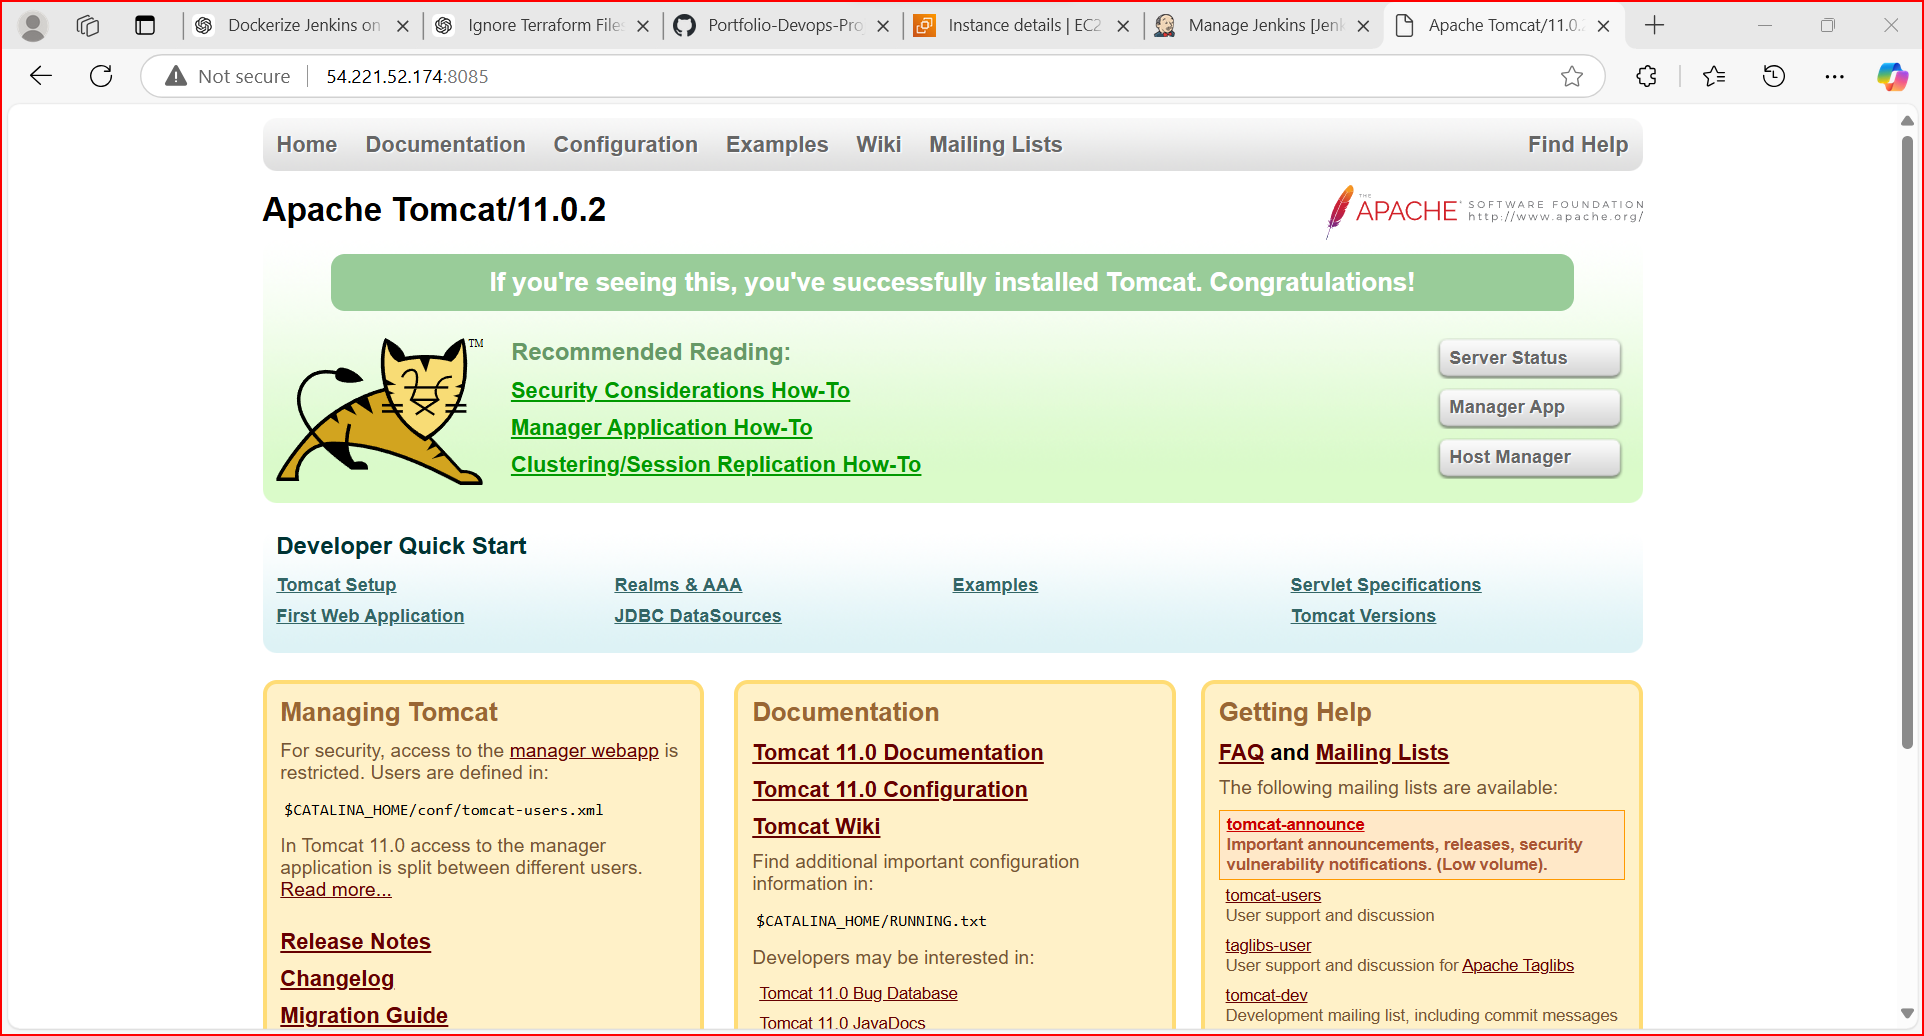 Dockerize Jenkins on
Ignore Terraform Files
Portfolio-Devops-Pro
Instance details | EC2
Manage Jenkins [Jenk
Apache Tomcat/11.0.2
Not secure
54.221.52.174:8085
Home Documentation Configuration Examples Wiki Mailing Lists Find Help
Apache Tomcat/11.0.2
THE
APACHE SOFTWARE FOUNDATION
http://www.apache.org/
If you're seeing this, you've successfully installed Tomcat. Congratulations!
TM
Recommended Reading:
Security Considerations How-To
Manager Application How-To
Clustering/Session Replication How-To
Server Status
Manager App
Host Manager
Developer Quick Start
Tomcat Setup
First Web Application
Realms & AAA
JDBC DataSources
Examples
Servlet Specifications
Tomcat Versions
Managing Tomcat
For security, access to the manager webapp is
restricted. Users are defined in:
$CATALINA_HOME/conf/tomcat-users.xml
In Tomcat 11.0 access to the manager
application is split between different users.
Read more...
Release Notes
Changelog
Migration Guide
Documentation
Tomcat 11.0 Documentation
Tomcat 11.0 Configuration
Tomcat Wiki
Find additional important configuration
information in:
$CATALINA_HOME/RUNNING.txt
Developers may be interested in:
Tomcat 11.0 Bug Database
Tomcat 11.0 JavaDocs
Getting Help
FAQ and Mailing Lists
The following mailing lists are available:
tomcat-announce
Important announcements, releases, security
vulnerability notifications. (Low volume).
tomcat-users
User support and discussion
taglibs-user
User support and discussion for Apache Taglibs
tomcat-dev
Development mailing list, including commit messages